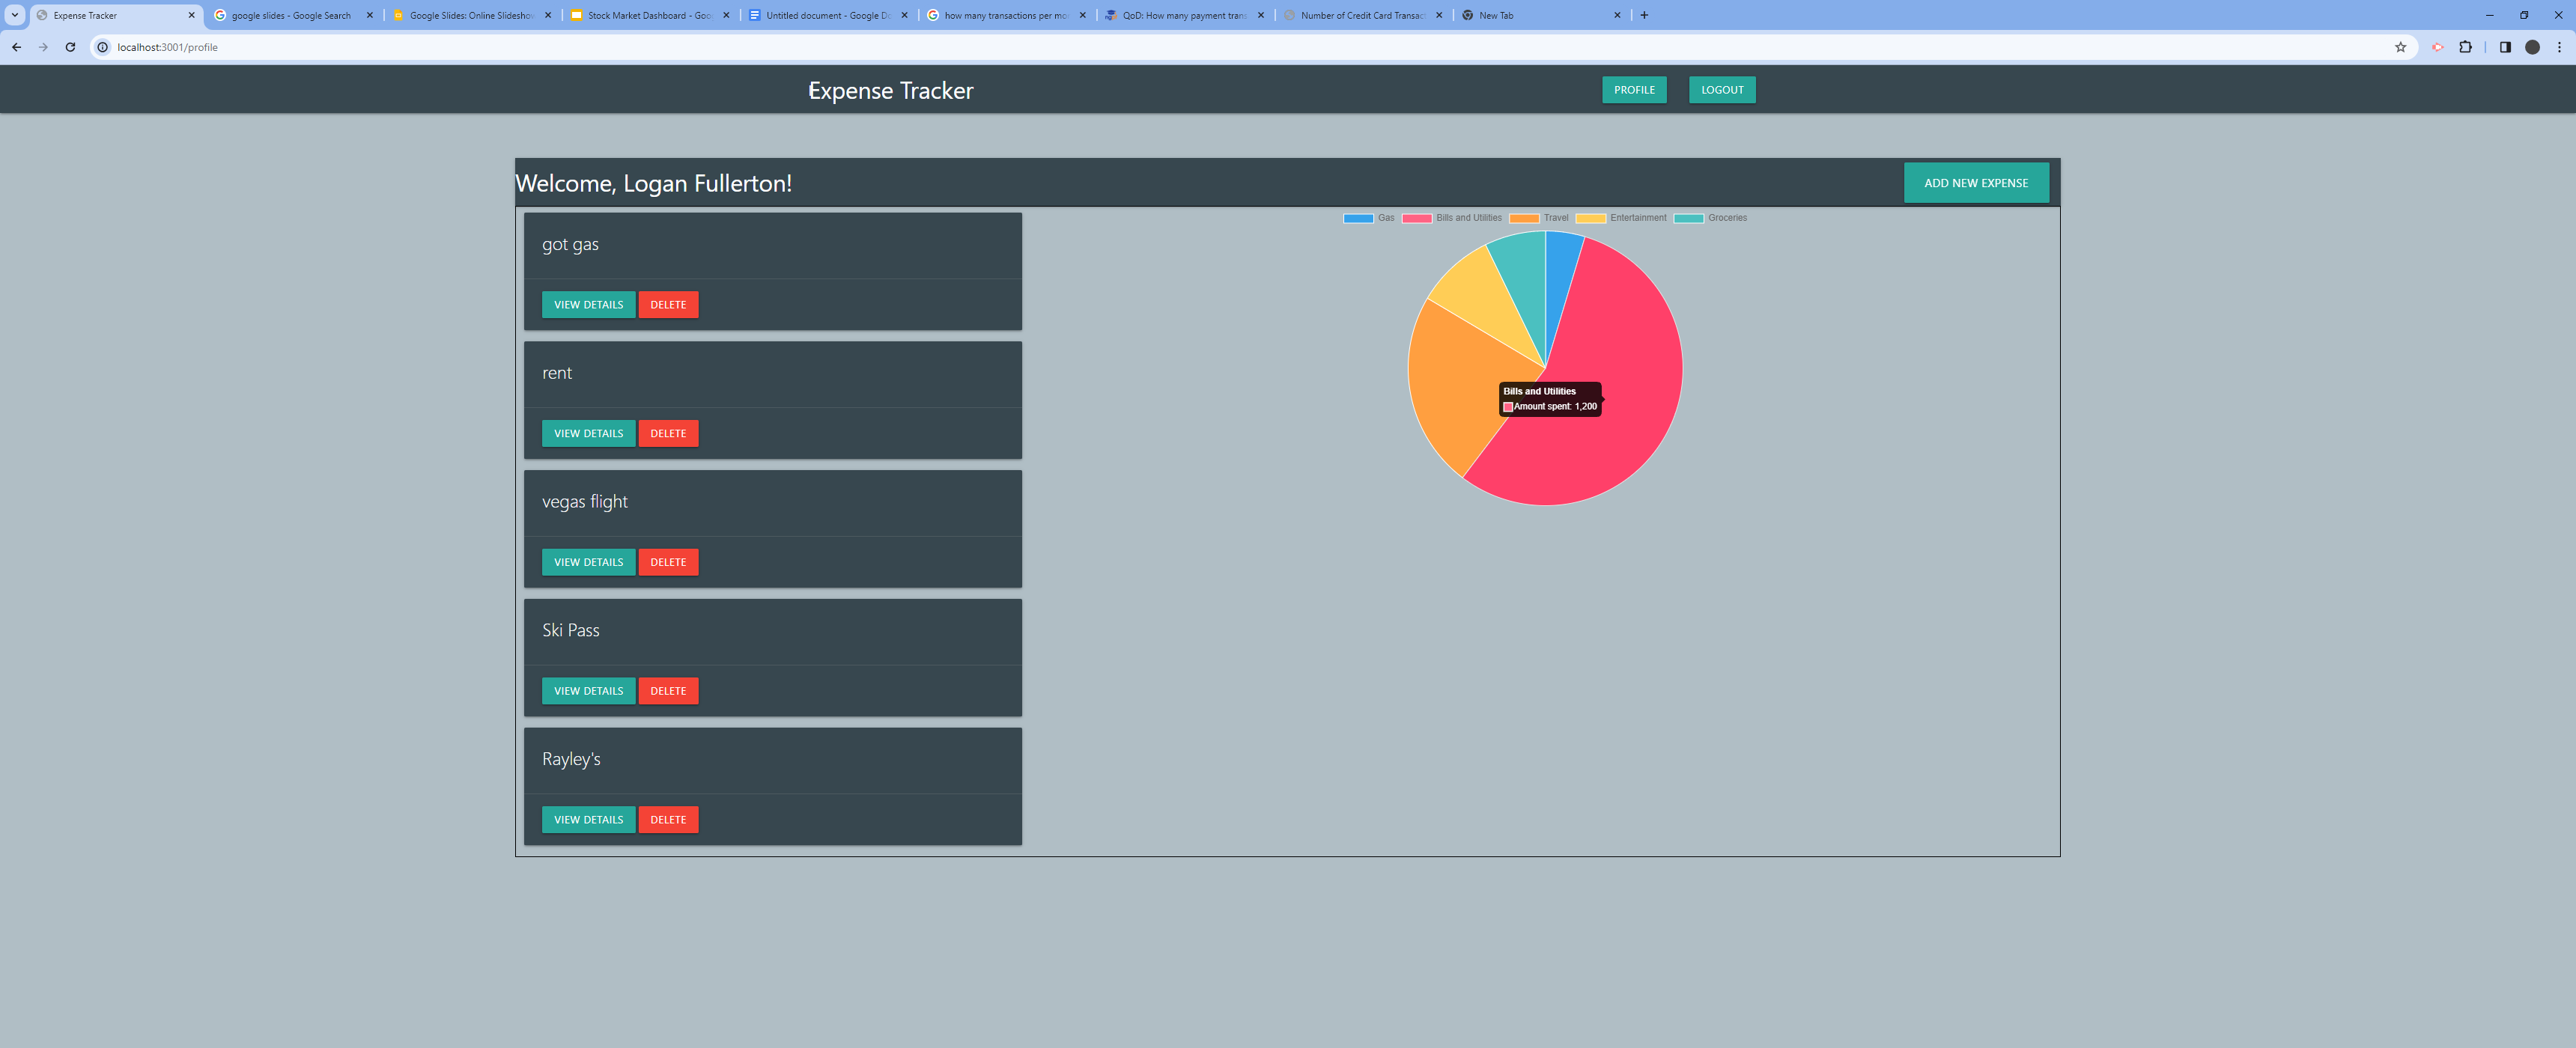 Expense Tracker
google slides - Google Search
Google Slides: Online Slideshow
Stock Market Dashboard - Goo
Untitled document - Google Do
how many transactions per mo
QoD: How many payment trans
Number of Credit Card Transact
New Tab
localhost:3001/profile
Expense Tracker
PROFILE
LOGOUT
Welcome, Logan Fullerton!
ADD NEW EXPENSE
got gas
VIEW DETAILS
DELETE
rent
VIEW DETAILS
DELETE
vegas flight
VIEW DETAILS
DELETE
Ski Pass
VIEW DETAILS
DELETE
Rayley's
VIEW DETAILS
DELETE
Gas
Bills and Utilities
Travel
Entertainment
Groceries
Bills and Utilities
Amount spent: 1,200